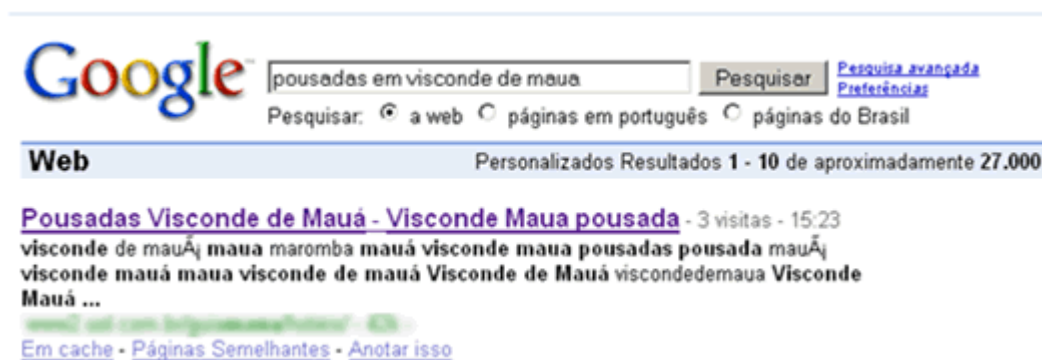 Google
pousadas em visconde de maua
Pesquisar
Pesquisa avançada
Preferências
Pesquisar: a web páginas em português páginas do Brasil
Web
Personalizados Resultados 1 - 10 de aproximadamente 27.000
Pousadas Visconde de Mauá - Visconde Maua pousada - 3 visitas - 15:23
visconde de mauÃ¡ maua maromba mauá visconde maua pousadas pousada mauÃ¡
visconde mauá maua visconde de mauá Visconde de Mauá viscondedemaua Visconde
Mauá ...
Em cache - Páginas Semelhantes - Anotar isso